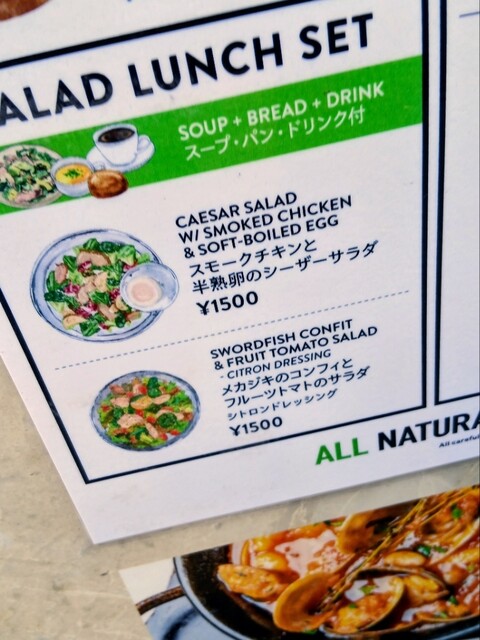 ALAD LUNCH SET
SOUP + BREAD + DRINK
スープ・パン・ドリンク付
CAESAR SALAD
W/ SMOKED CHICKEN
& SOFT-BOILED EGG
スモークチキンと
半熟卵のシーザーサラダ
¥1500
SWORDFISH CONFIT
& FRUIT TOMATO SALAD
- CITRON DRESSING
メカジキのコンフィと
フルーツトマトのサラダ
シトロンドレッシング
¥1500
ALL NATURA
All careful